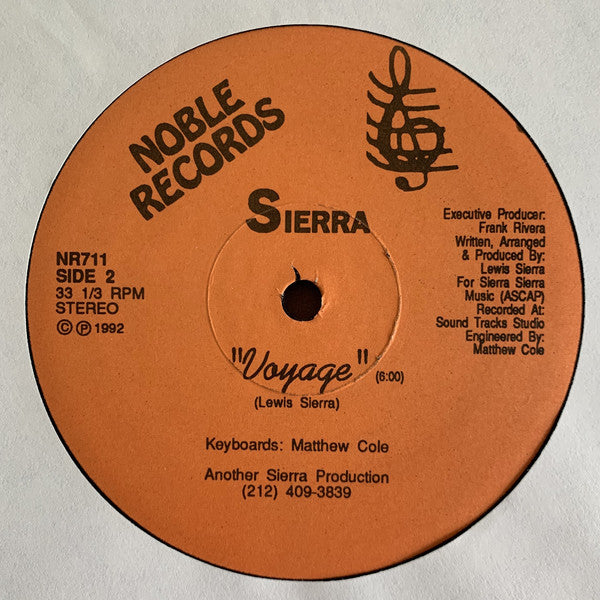 NOBLE
RECORDS
SIERRA
NR711
SIDE 2
33 1/3 RPM
STEREO
© ℗ 1992
Executive Producer:
Frank Rivera
Written, Arranged
& Produced By:
Lewis Sierra
For Sierra Sierra
Music (ASCAP)
Recorded At:
Sound Tracks Studio
Engineered By:
Matthew Cole
"Voyage" (6:00)
(Lewis Sierra)
Keyboards: Matthew Cole
Another Sierra Production
(212) 409-3839